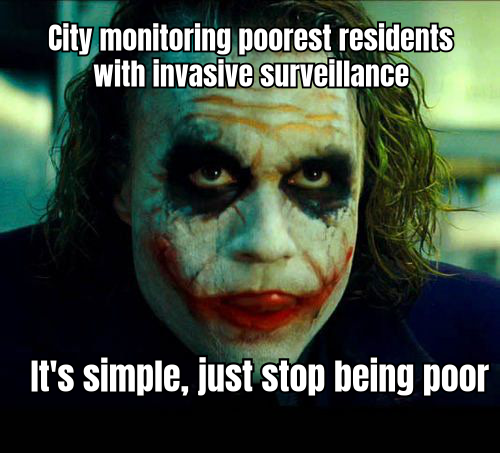 City monitoring poorest residents
with invasive surveillance
It's simple, just stop being poor